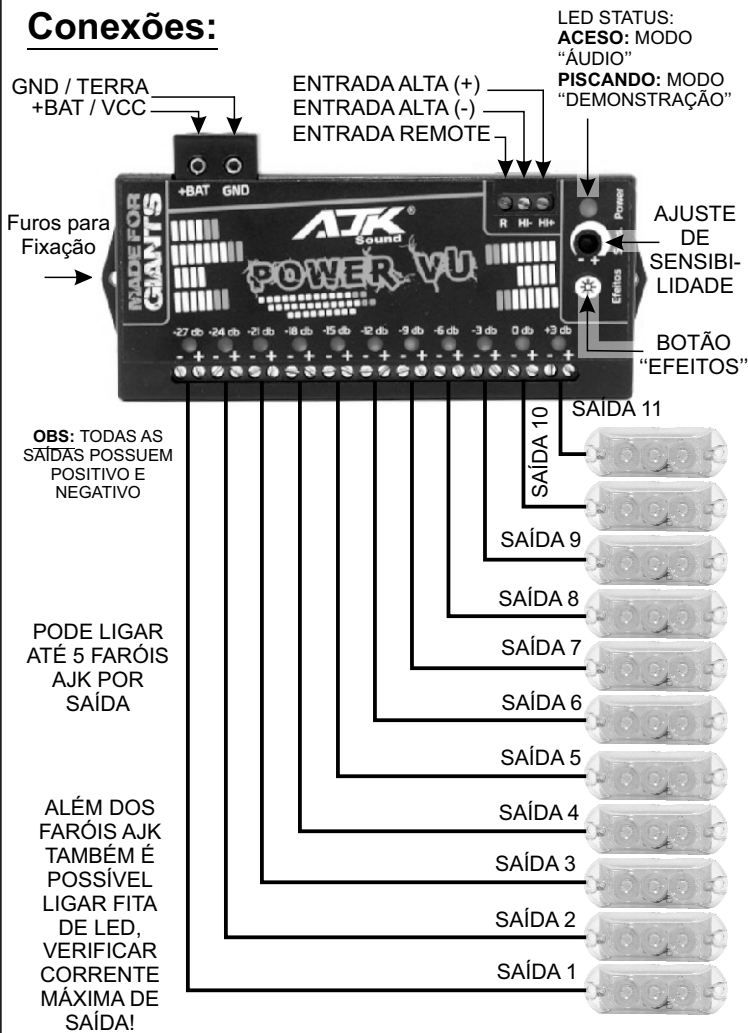 Conexões:
LED STATUS:
ACESO: MODO
“ÁUDIO”
PISCANDO: MODO
“DEMONSTRAÇÃO”
GND / TERRA
+BAT / VCC
ENTRADA ALTA (+)
ENTRADA ALTA (-)
ENTRADA REMOTE
+BAT GND
R HI- HI+
Power
- +
Efeitos
MADE FOR
GIANTS
AJK®
Sound
POWER VU
Furos para
Fixação
AJUSTE
DE
SENSIBI-
LIDADE
BOTÃO
“EFEITOS”
-27 db -24 db -21 db -18 db -15 db -12 db -9 db -6 db -3 db 0 db +3 db
- + - + - + - + - + - + - + - + - + - + - +
OBS: TODAS AS
SAÍDAS POSSUEM
POSITIVO E
NEGATIVO
SAÍDA 11
SAÍDA 10
SAÍDA 9
SAÍDA 8
SAÍDA 7
SAÍDA 6
SAÍDA 5
SAÍDA 4
SAÍDA 3
SAÍDA 2
SAÍDA 1
PODE LIGAR
ATÉ 5 FARÓIS
AJK POR
SAÍDA
ALÉM DOS
FARÓIS AJK
TAMBÉM É
POSSÍVEL
LIGAR FITA
DE LED,
VERIFICAR
CORRENTE
MÁXIMA DE
SAÍDA!